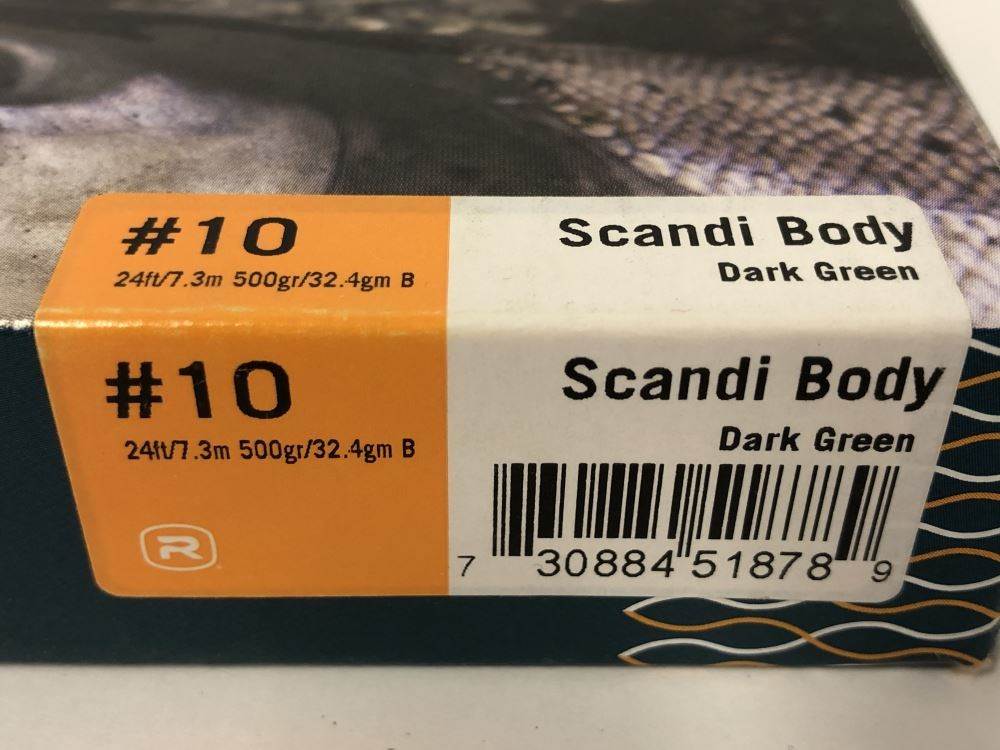 #10
24ft/7.3m 500gr/32.4gm B
Scandi Body
Dark Green
#10
24ft/7.3m 500gr/32.4gm B
R
Scandi Body
Dark Green
7 30884 51878 9